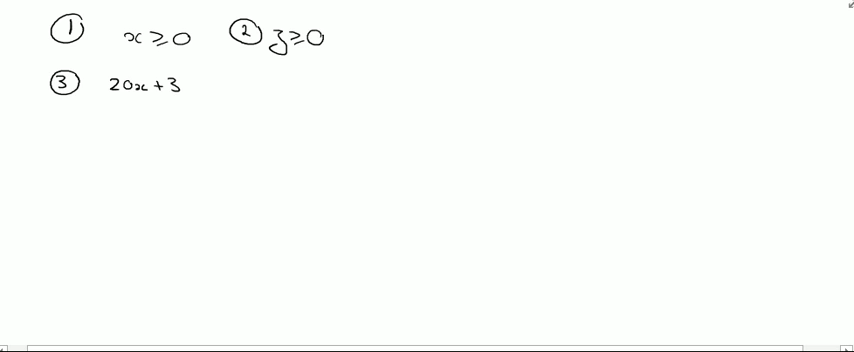 ① x ≥ 0 ② z ≥ 0
③ 20x + 3